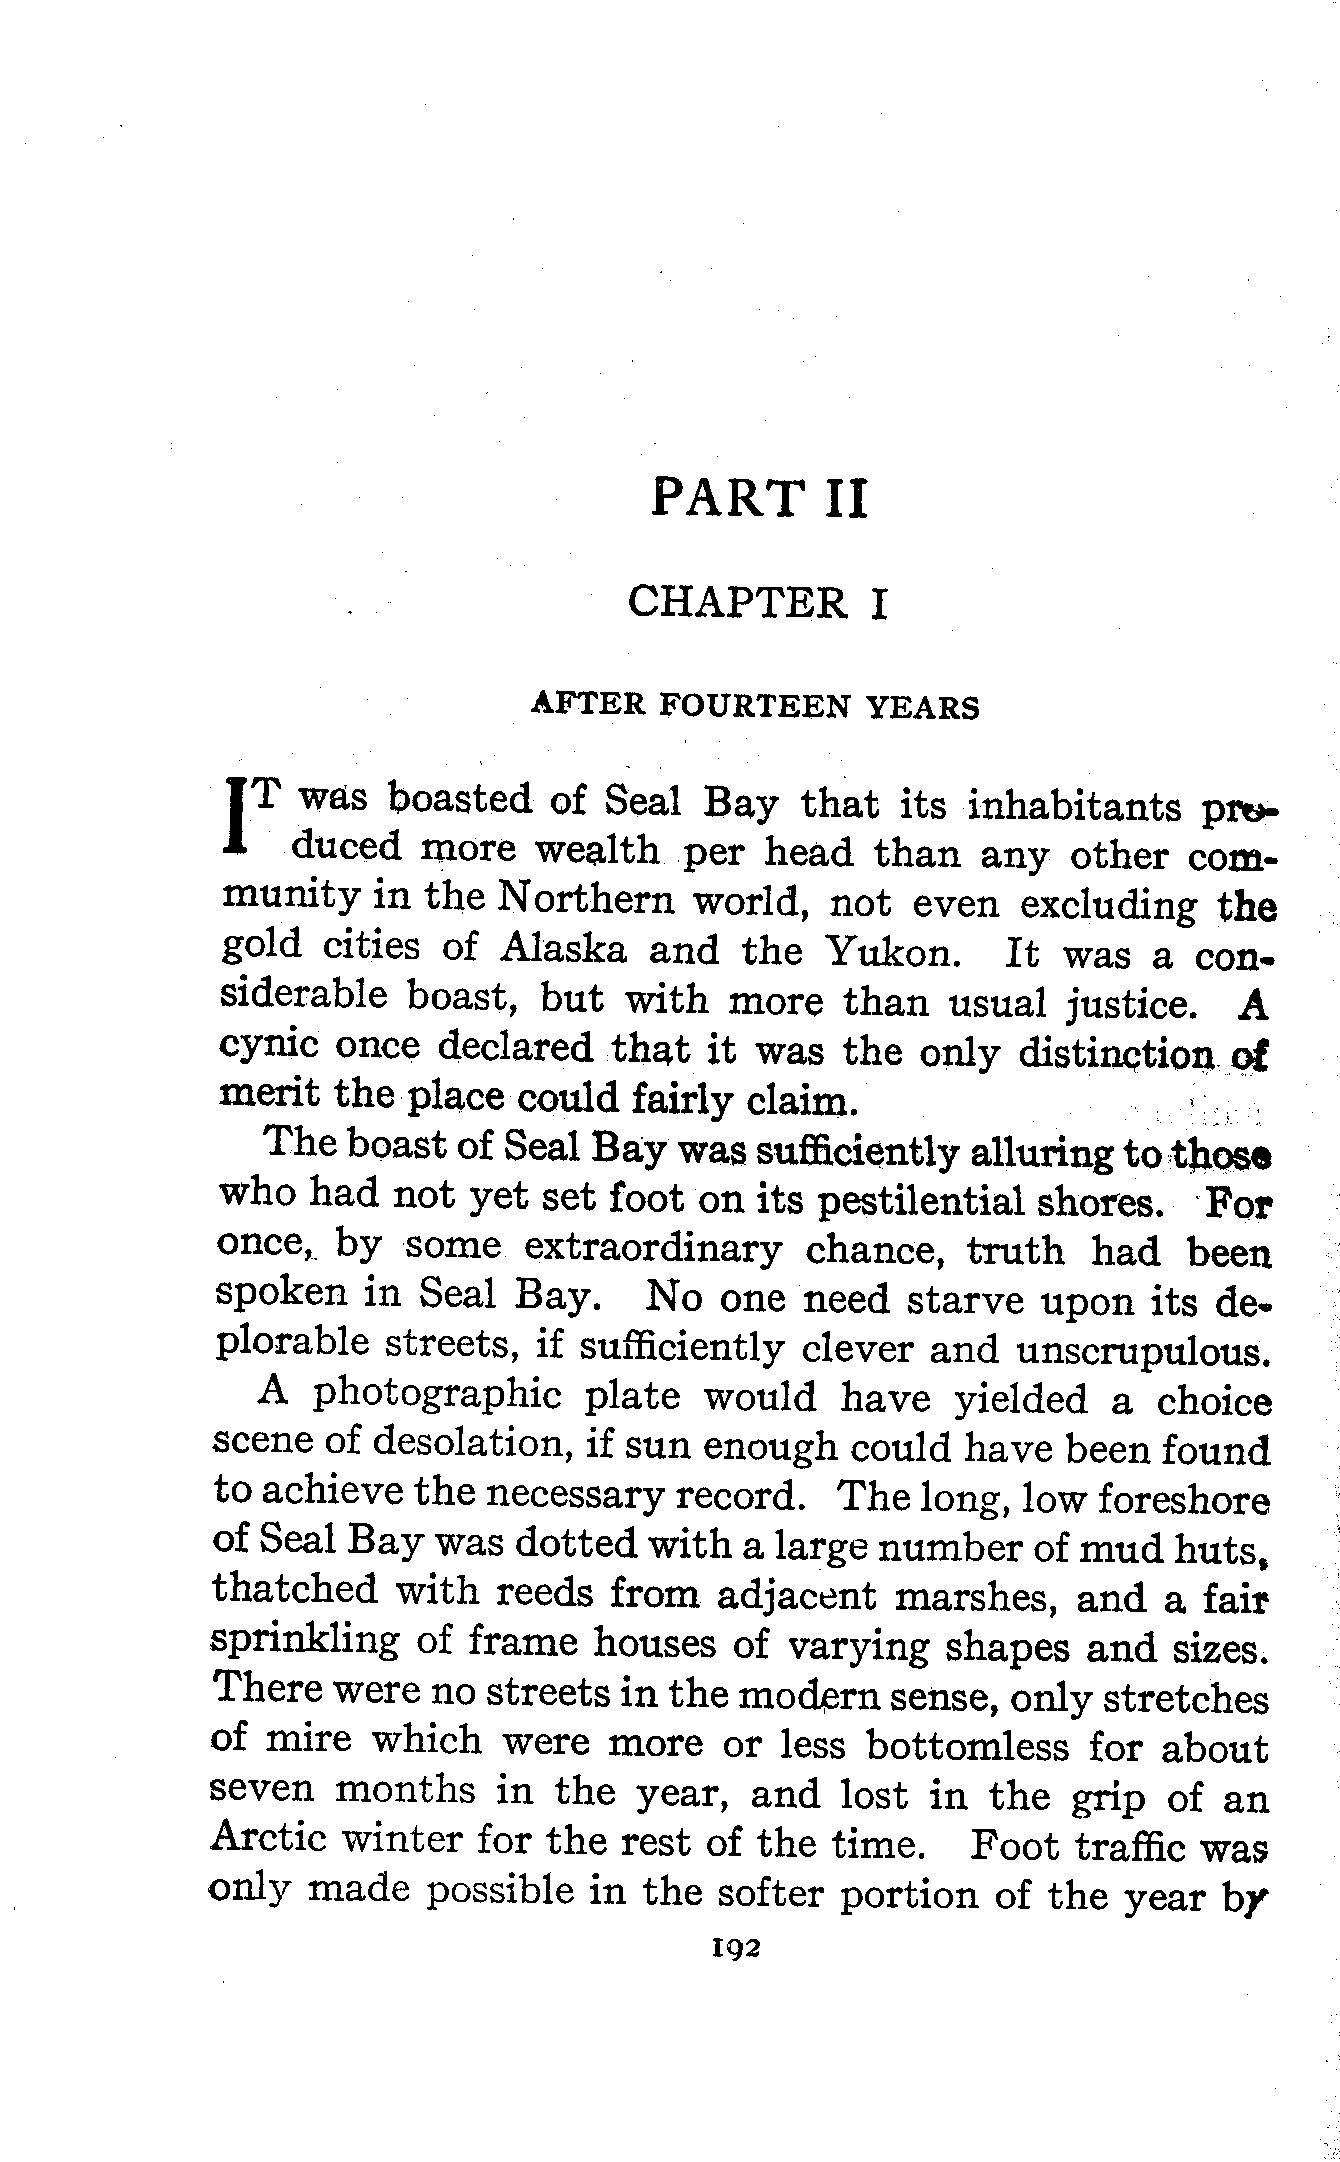 PART II
CHAPTER I
AFTER FOURTEEN YEARS
IT was boasted of Seal Bay that its inhabitants pro-
duced more wealth per head than any other com-
munity in the Northern world, not even excluding the
gold cities of Alaska and the Yukon. It was a con-
siderable boast, but with more than usual justice. A
cynic once declared that it was the only distinction of
merit the place could fairly claim.
The boast of Seal Bay was sufficiently alluring to those
who had not yet set foot on its pestilential shores. For
once, by some extraordinary chance, truth had been
spoken in Seal Bay. No one need starve upon its de-
plorable streets, if sufficiently clever and unscrupulous.
A photographic plate would have yielded a choice
scene of desolation, if sun enough could have been found
to achieve the necessary record. The long, low foreshore
of Seal Bay was dotted with a large number of mud huts,
thatched with reeds from adjacent marshes, and a fair
sprinkling of frame houses of varying shapes and sizes.
There were no streets in the modern sense, only stretches
of mire which were more or less bottomless for about
seven months in the year, and lost in the grip of an
Arctic winter for the rest of the time. Foot traffic was
only made possible in the softer portion of the year by
192